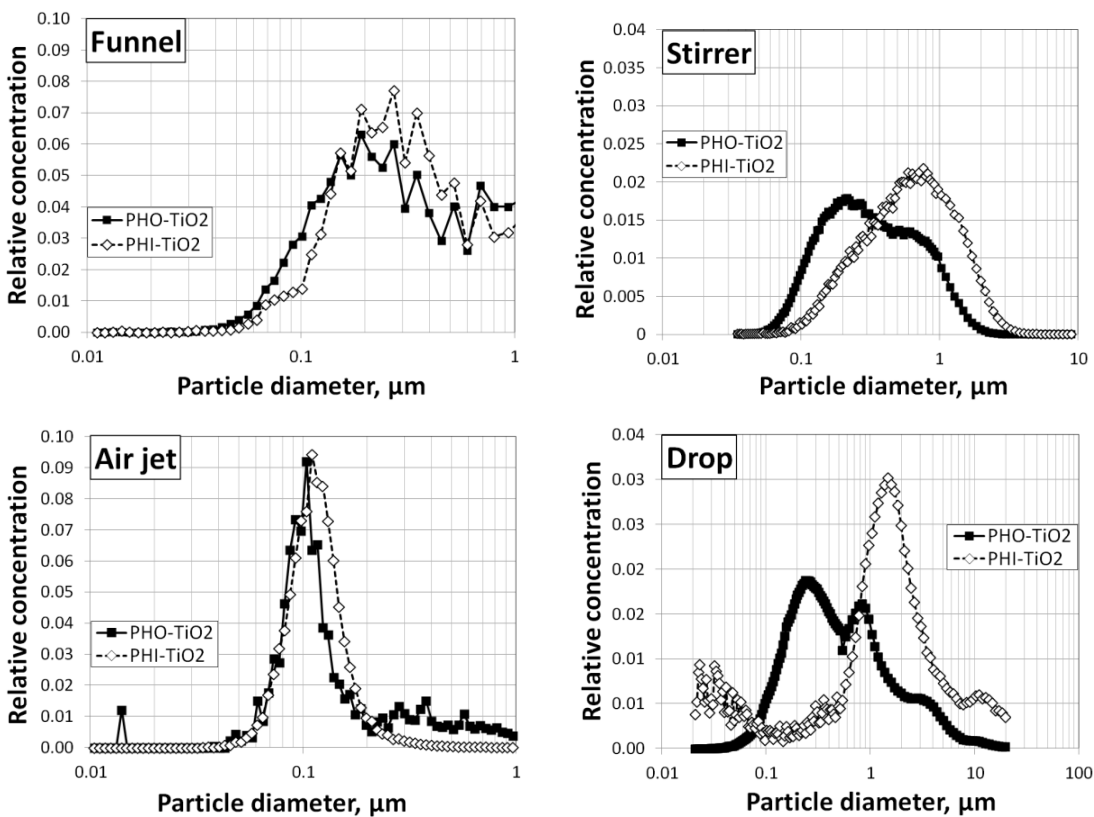 Funnel
Relative concentration
0.10
0.09
0.08
0.07
0.06
0.05
0.04
0.03
0.02
0.01
0.00
PHO-TiO2
PHI-TiO2
0.01 0.1 1
Particle diameter, μm
Stirrer
Relative concentration
0.04
0.035
0.03
0.025
0.02
0.015
0.01
0.005
0
PHO-TiO2
PHI-TiO2
0.01 0.1 1 10
Particle diameter, μm
Air jet
Relative concentration
0.10
0.09
0.08
0.07
0.06
0.05
0.04
0.03
0.02
0.01
0.00
PHO-TiO2
PHI-TiO2
0.01 0.1 1
Particle diameter, μm
Drop
Relative concentration
0.04
0.03
0.03
0.02
0.02
0.01
0.01
0.00
PHO-TiO2
PHI-TiO2
0.01 0.1 1 10 100
Particle diameter, μm